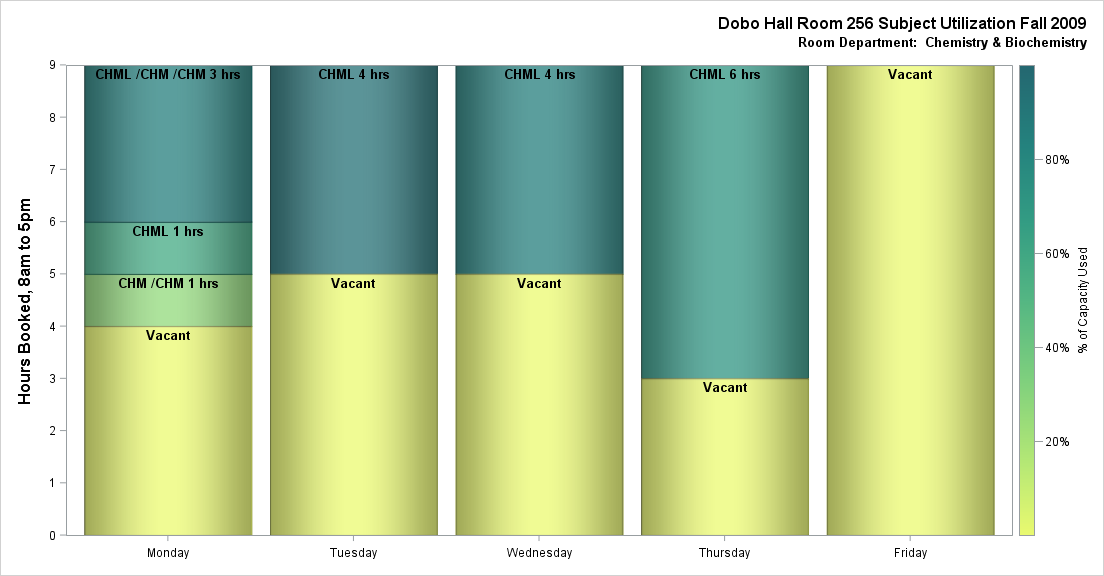 Dobo Hall Room 256 Subject Utilization Fall 2009
Room Department:  Chemistry & Biochemistry
Hours Booked, 8am to 5pm
9
8
7
6
5
4
3
2
1
0
CHML /CHM /CHM 3 hrs
CHML 1 hrs
CHM /CHM 1 hrs
Vacant
CHML 4 hrs
Vacant
CHML 4 hrs
Vacant
CHML 6 hrs
Vacant
Vacant
Monday
Tuesday
Wednesday
Thursday
Friday
80%
60%
40%
20%
% of Capacity Used